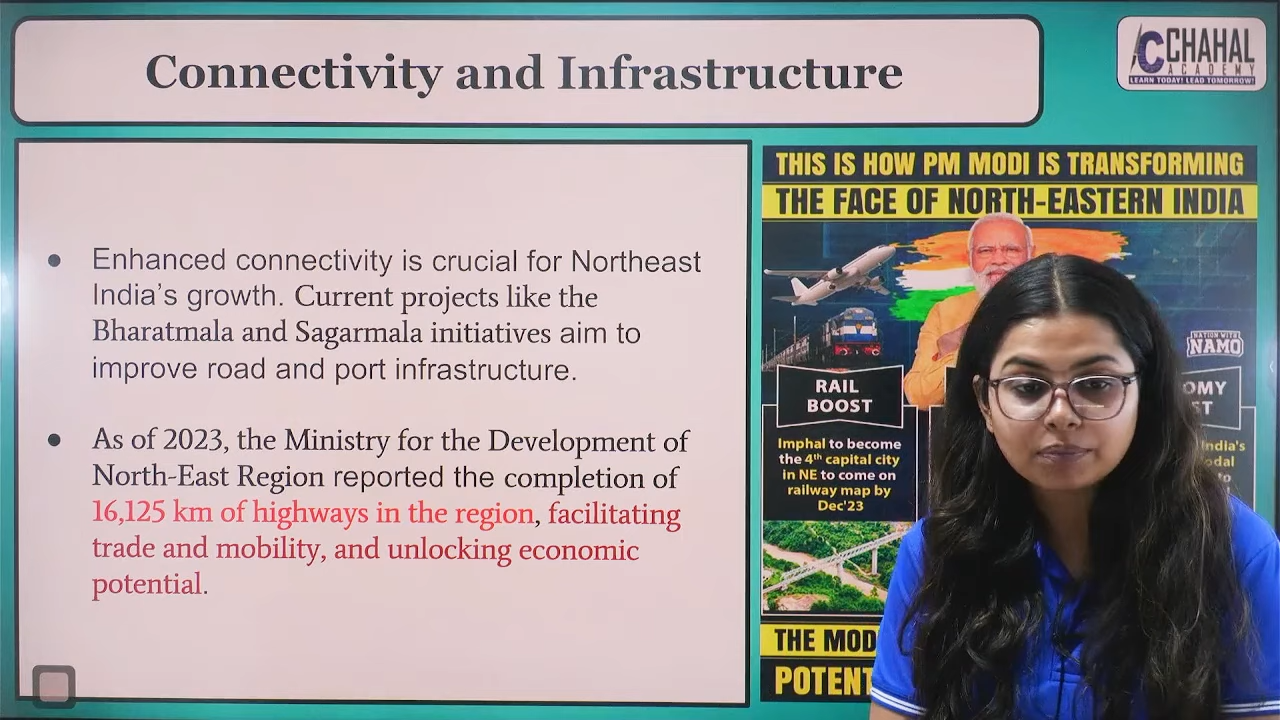 Connectivity and Infrastructure
CHAHAL
ACADEMY
LEARN TODAY! LEAD TOMORROW!
Enhanced connectivity is crucial for Northeast
India’s growth. Current projects like the
Bharatmala and Sagarmala initiatives aim to
improve road and port infrastructure.
As of 2023, the Ministry for the Development of
North-East Region reported the completion of
16,125 km of highways in the region, facilitating
trade and mobility, and unlocking economic
potential.
THIS IS HOW PM MODI IS TRANSFORMING
THE FACE OF NORTH-EASTERN INDIA
NATION WITH
NAMO
RAIL
BOOST
Imphal to become
the 4th capital city
in NE to come on
railway map by
Dec'23
India's
to
THE